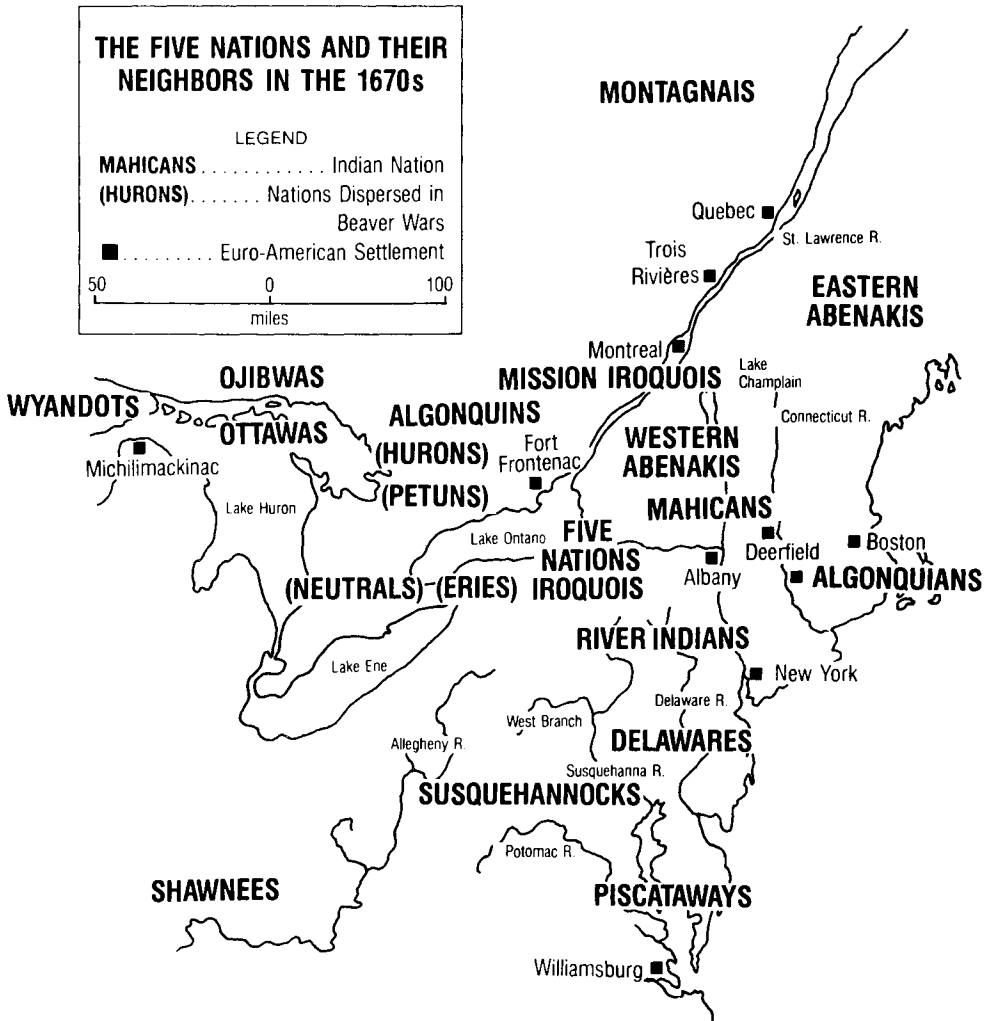 THE FIVE NATIONS AND THEIR
NEIGHBORS IN THE 1670s
LEGEND
MAHICANS . . . . . . . . . . . . Indian Nation
(HURONS) . . . . . . . Nations Dispersed in
Beaver Wars
■ . . . . . . . . . Euro-American Settlement
50 0 100
miles
MONTAGNAIS
Quebec
St. Lawrence R.
Trois
Rivières
EASTERN
ABENAKIS
Montreal
MISSION IROQUOIS
Lake
Champlain
OJIBWAS
WYANDOTS
ALGONQUINS
Connecticut R.
OTTAWAS
(HURONS)
Fort
Frontenac
WESTERN
ABENAKIS
Michilimackinac
(PETUNS)
Lake Huron
MAHICANS
Lake Ontano
FIVE
NATIONS
IROQUOIS
Deerfield
Boston
Albany
ALGONQUIANS
(NEUTRALS)
(ERIES)
RIVER INDIANS
Lake Ene
New York
Delaware R.
West Branch
Allegheny R.
DELAWARES
Susquehanna R.
SUSQUEHANNOCKS
Potomac R.
SHAWNEES
PISCATAWAYS
Williamsburg